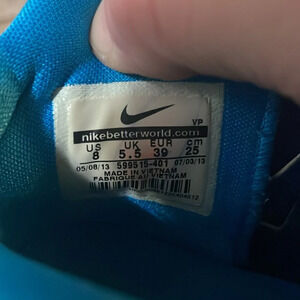 VP
nikebetterworld.com
US UK EUR cm
8 5.5 39 25
05/08/13 599515-401 07/03/13
MADE IN VIETNAM
FABRIQUE AU VIETNAM